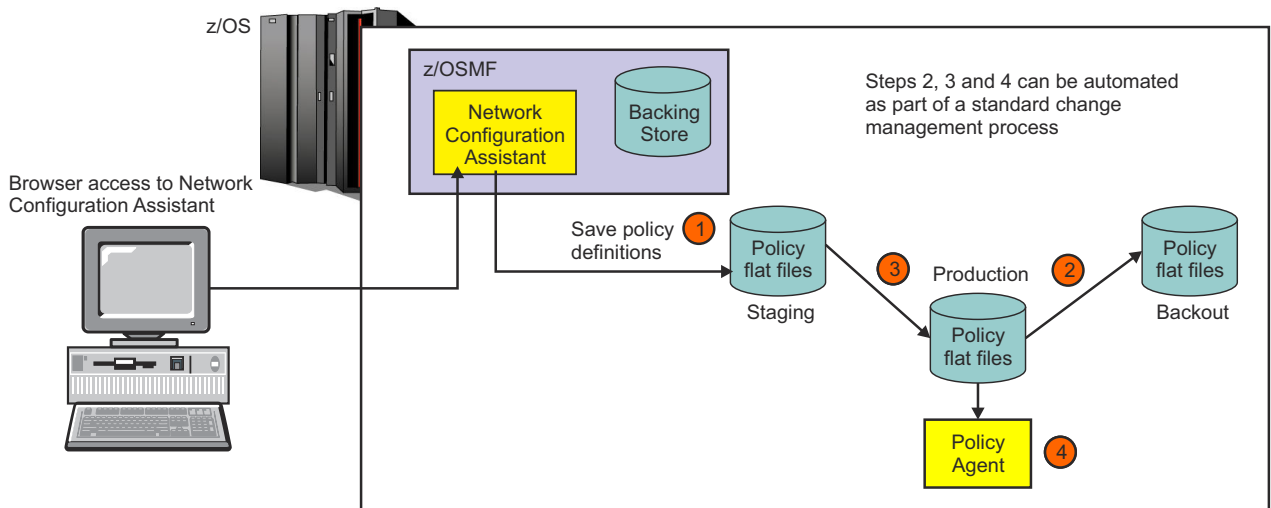 z/OS
z/OSMF
Network
Configuration
Assistant
Backing
Store
Steps 2, 3 and 4 can be automated
as part of a standard change
management process
Browser access to Network
Configuration Assistant
Save policy
definitions
1
Policy
flat files
Staging
3
Production
2
Policy
flat files
Backout
Policy
flat files
Policy
Agent
4